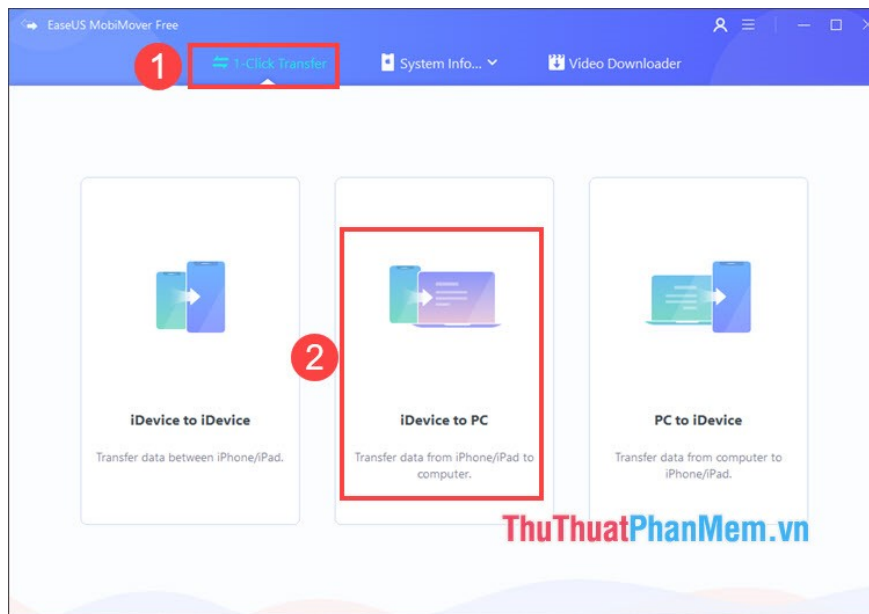 EaseUS MobiMover Free
1
1-Click Transfer
System Info...
Video Downloader
2
iDevice to iDevice
Transfer data between iPhone/iPad.
iDevice to PC
Transfer data from iPhone/iPad to
computer.
PC to iDevice
Transfer data from computer to
iPhone/iPad.
ThuThuatPhanMem.vn